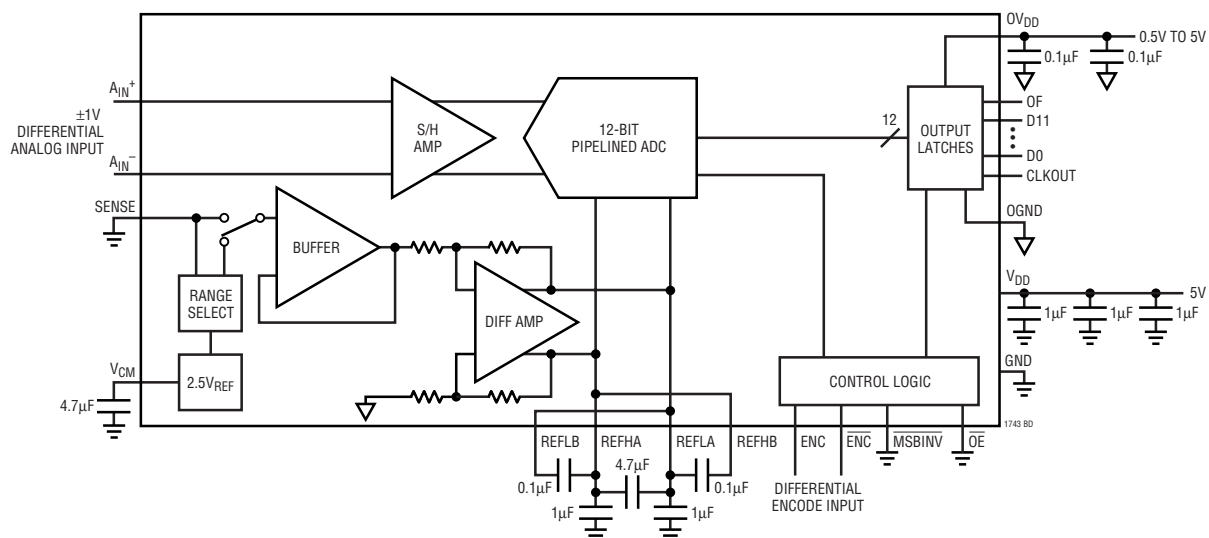 OVDD
0.5V TO 5V
0.1µF
0.1µF
AIN+
±1V
DIFFERENTIAL
ANALOG INPUT
AIN–
S/H
AMP
12-BIT
PIPELINED ADC
12
OUTPUT
LATCHES
OF
D11
D0
CLKOUT
OGND
SENSE
BUFFER
RANGE
SELECT
DIFF AMP
VDD
5V
1µF
1µF
1µF
GND
VCM
2.5VREF
4.7µF
CONTROL LOGIC
1743 BD
REFLB
REFHA
REFLA
REFHB
ENC
E̅N̅C̅
M̅S̅B̅I̅N̅V̅
O̅E̅
4.7µF
0.1µF
0.1µF
1µF
1µF
DIFFERENTIAL
ENCODE INPUT